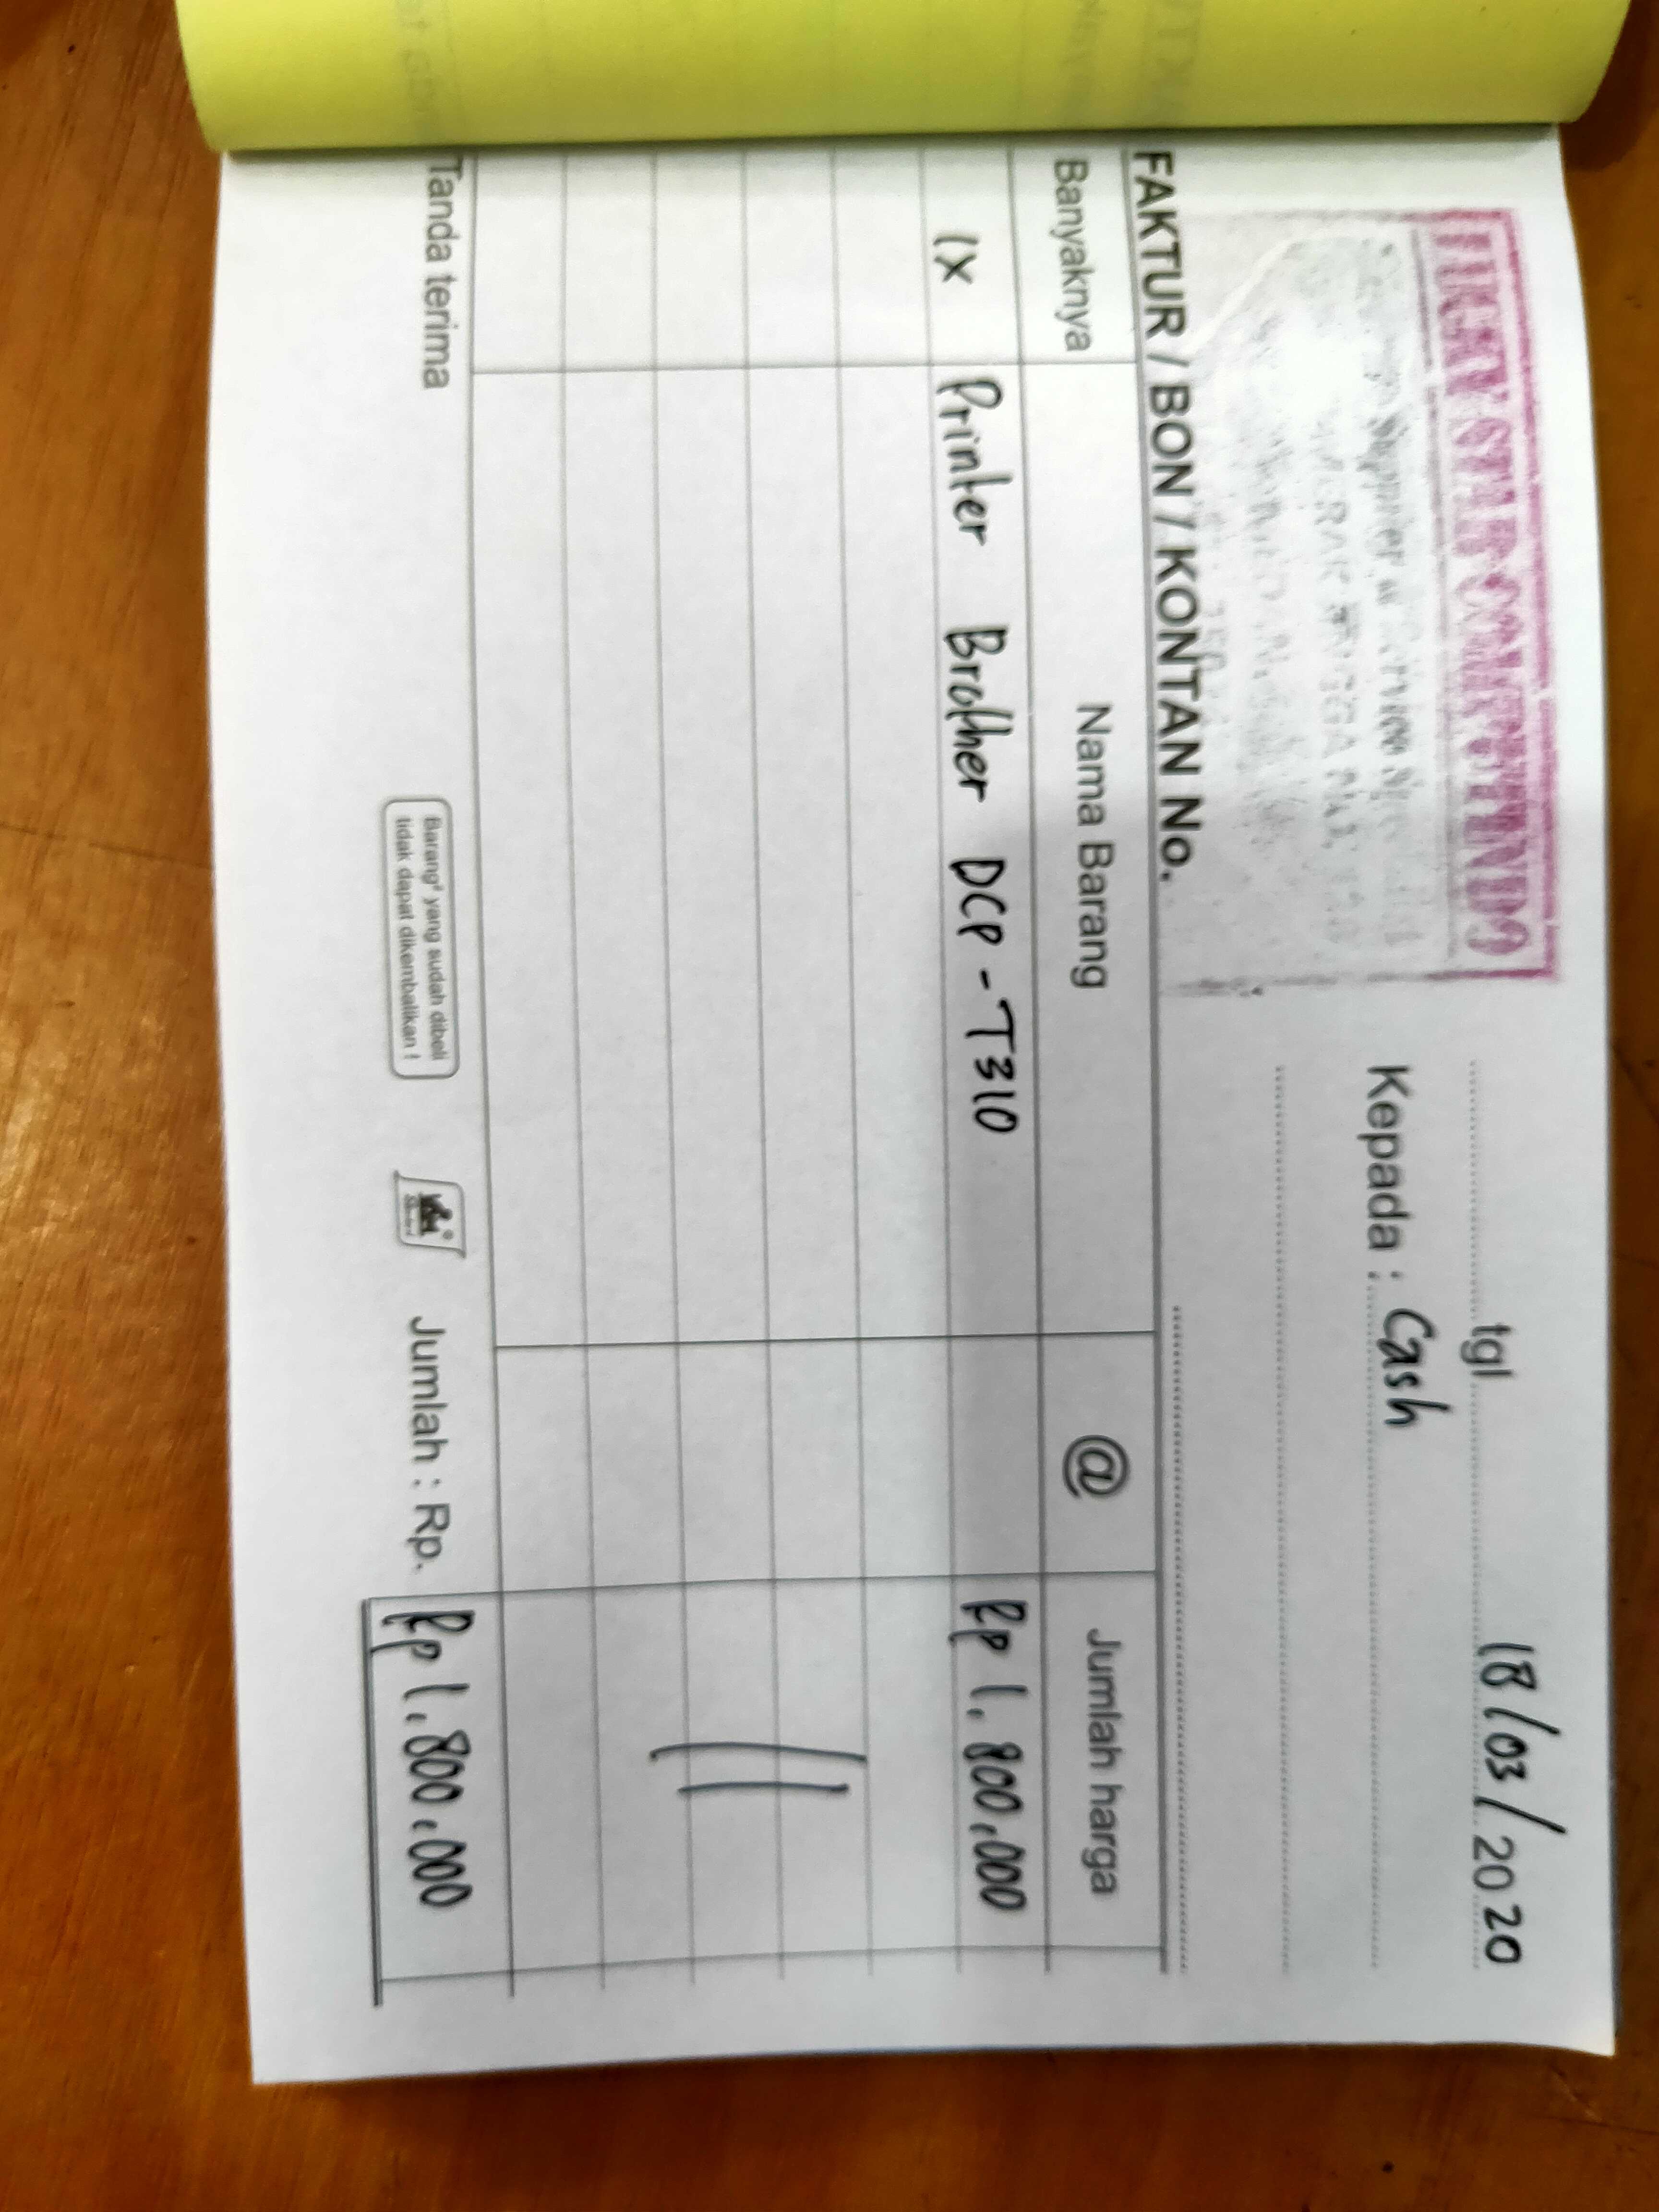 tgl 18/03/2020
Kepada : Cash
FAKTUR / BON / KONTAN No.
Banyaknya Nama Barang @ Jumlah harga
1x Printer Brother DCP-T310 Rp 1.800.000
Tanda terima
Barang² yang sudah dibeli
tidak dapat dikembalikan !
Jumlah : Rp. Rp 1.800.000